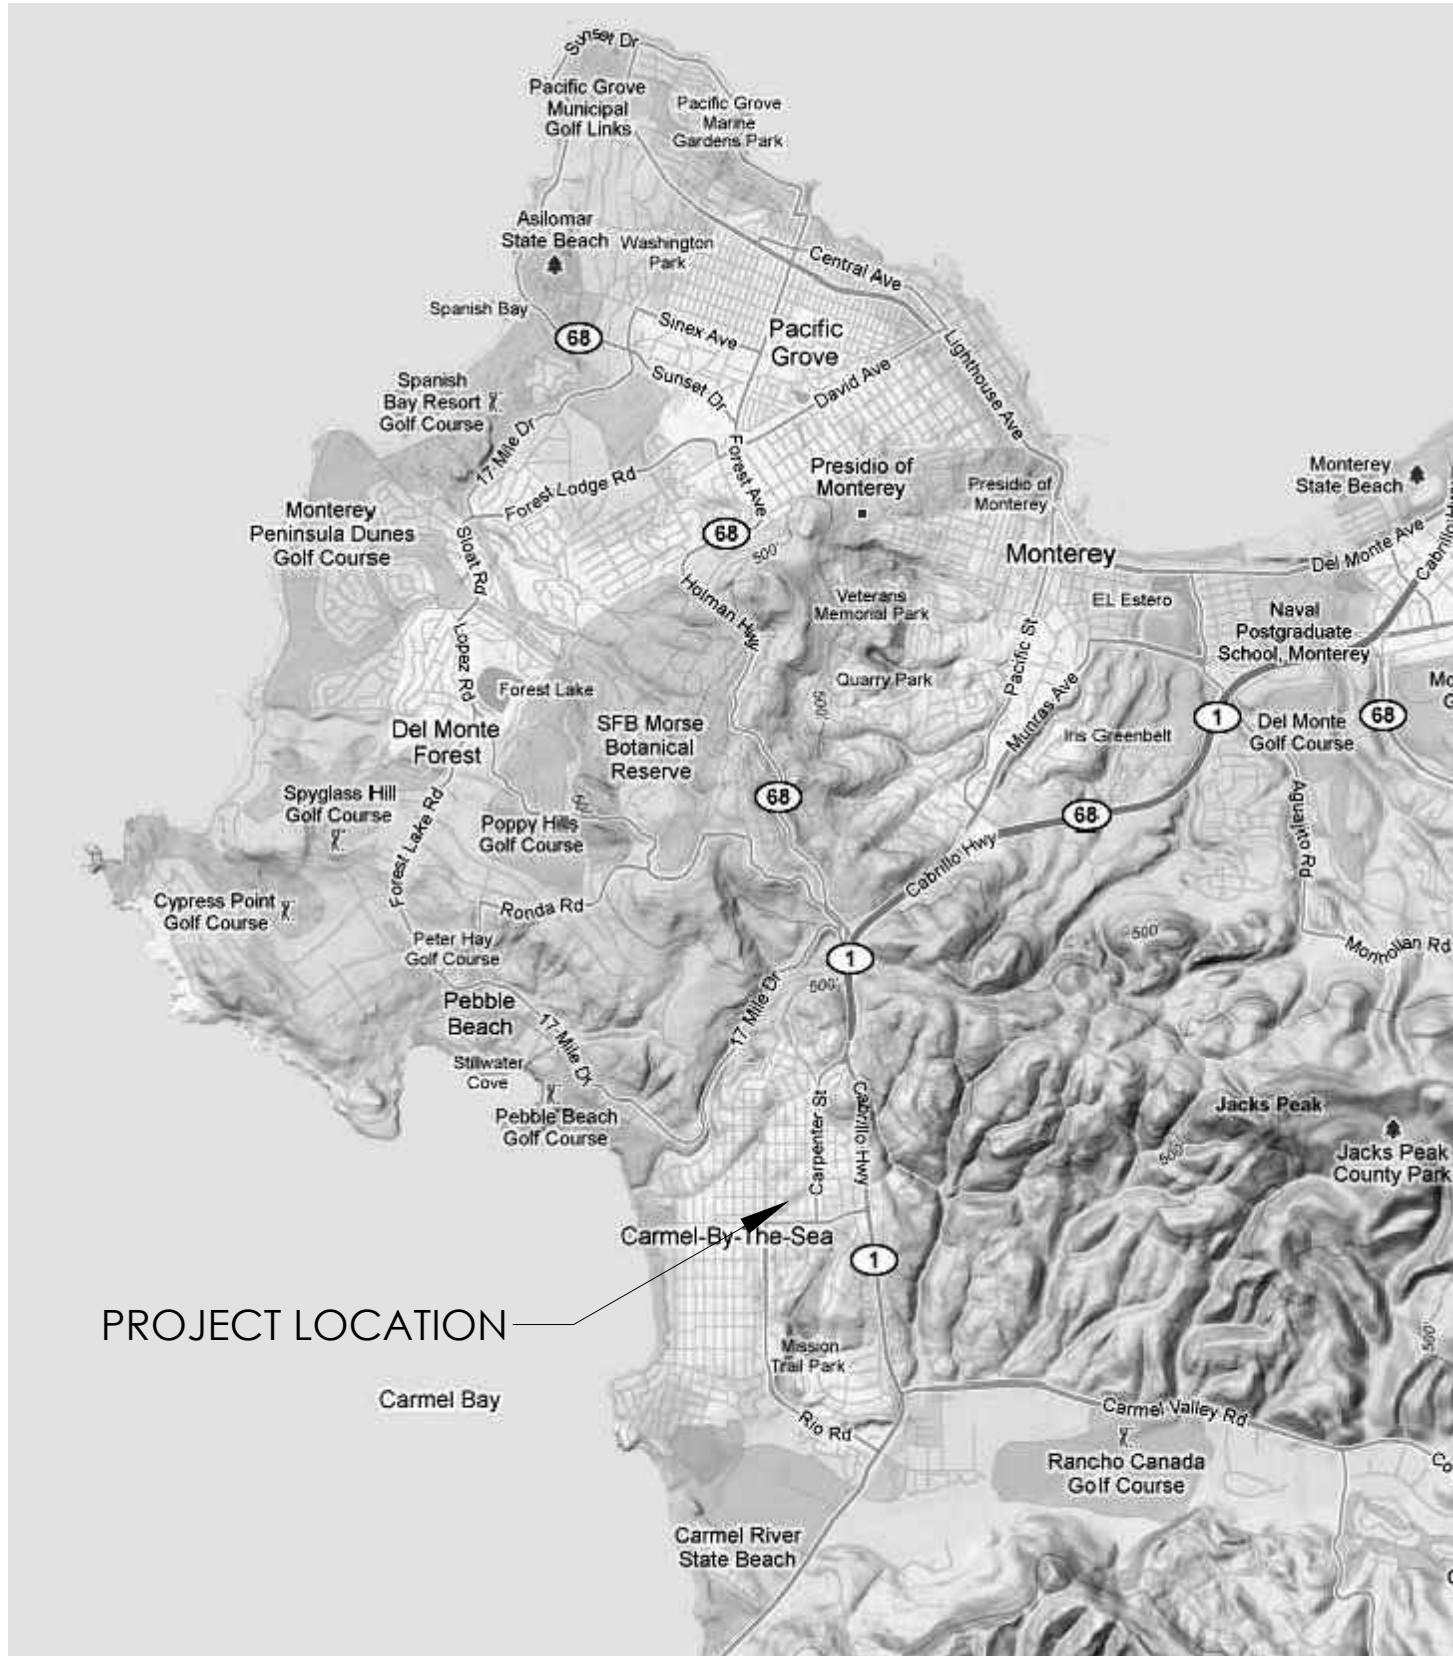 Sunset Dr
Pacific Grove
Municipal
Golf Links
Pacific Grove
Marine
Gardens Park
Asilomar
State Beach
Washington
Park
Central Ave
Spanish Bay
68
Sinex Ave
Pacific
Grove
Lighthouse Ave
Sunset Dr
David Ave
Spanish
Bay Resort
Golf Course
17 Mile Dr
Forest Ave
Forest Lodge Rd
Presidio of
Monterey
Presidio of
Monterey
Monterey
State Beach
Monterey
Peninsula Dunes
Golf Course
Sloat Rd
68
500'
Monterey
Del Monte Ave
Holman Hwy
Veterans
Memorial Park
EL Estero
Naval
Postgraduate
School, Monterey
Lopez Rd
Pacific St
Quarry Park
Munras Ave
Forest Lake
500'
1
68
Del Monte
Forest
SFB Morse
Botanical
Reserve
Iris Greenbelt
Del Monte
Golf Course
Spyglass Hill
Golf Course
68
68
Aguajito Rd
Forest Lake Rd
Poppy Hills
Golf Course
Cabrillo Hwy
Cypress Point
Golf Course
Ronda Rd
Peter Hay
Golf Course
500'
Monhollan Rd
1
500'
Pebble
Beach
17 Mile Dr
17 Mile Dr
Stillwater
Cove
Pebble Beach
Golf Course
Carpenter St
Cabrillo Hwy
Jacks Peak
500'
Jacks Peak
County Park
Carmel-By-The-Sea
1
PROJECT LOCATION
500'
Mission
Trail Park
Carmel Bay
Rio Rd
Carmel Valley Rd
Rancho Canada
Golf Course
Carmel River
State Beach